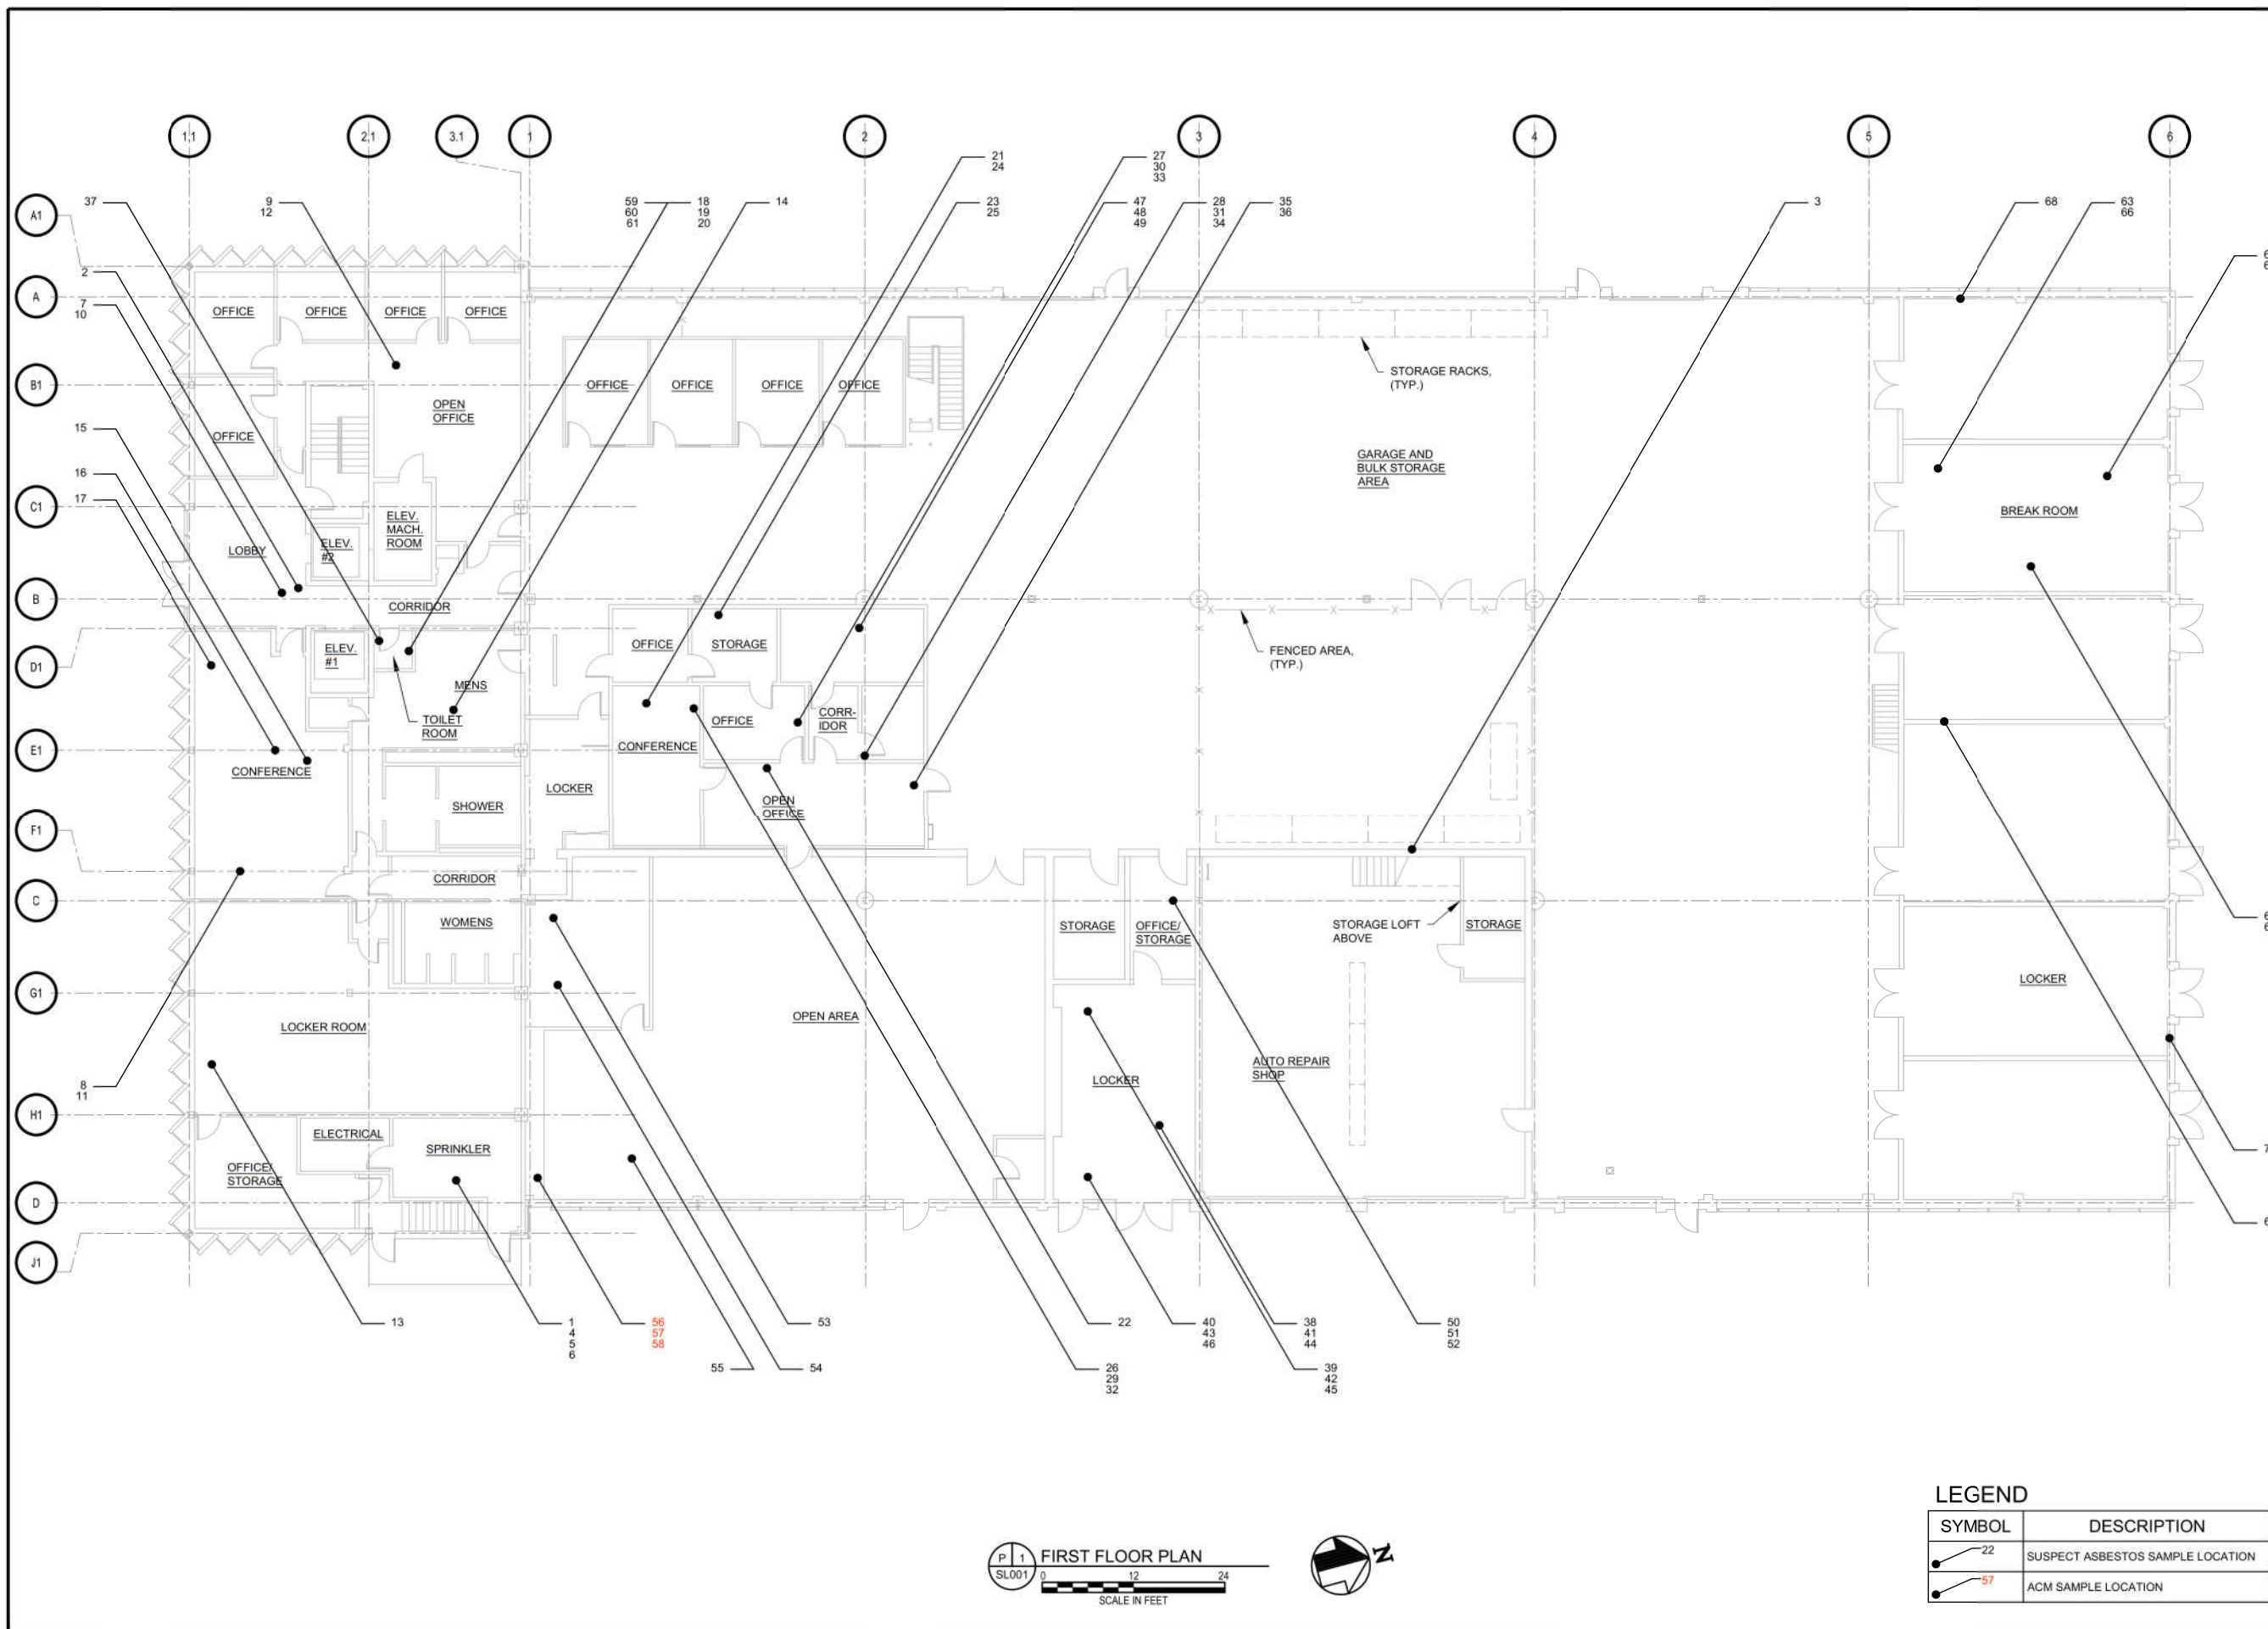 1.1
2.1
3.1
1
2
3
4
5
6
21
24
27
30
33
A1
37
9
12
59
60
61
18
19
20
14
23
25
47
48
49
28
31
34
35
36
3
68
63
66
2
A
7
10
OFFICE
OFFICE
OFFICE
OFFICE
STORAGE RACKS,
(TYP.)
B1
OFFICE
OFFICE
OFFICE
OFFICE
OPEN
OFFICE
15
OFFICE
GARAGE AND
BULK STORAGE
AREA
16
17
C1
ELEV.
MACH.
ROOM
BREAK ROOM
LOBBY
ELEV.
#2
B
CORRIDOR
D1
ELEV.
#1
OFFICE
STORAGE
FENCED AREA,
(TYP.)
MENS
TOILET
ROOM
OFFICE
CORR-
IDOR
E1
CONFERENCE
CONFERENCE
LOCKER
SHOWER
OPEN
OFFICE
F1
CORRIDOR
C
WOMENS
STORAGE
OFFICE/
STORAGE
STORAGE LOFT
ABOVE
STORAGE
G1
LOCKER
OPEN AREA
LOCKER ROOM
AUTO REPAIR
SHOP
8
11
LOCKER
H1
ELECTRICAL
SPRINKLER
OFFICE/
STORAGE
D
J1
13
1
4
5
6
56
57
58
53
22
40
43
46
38
41
44
50
51
52
55
54
26
29
32
39
42
45
LEGEND
SYMBOL DESCRIPTION
22 SUSPECT ASBESTOS SAMPLE LOCATION
57 ACM SAMPLE LOCATION
P 1 FIRST FLOOR PLAN
SL001
0 12 24
SCALE IN FEET
N